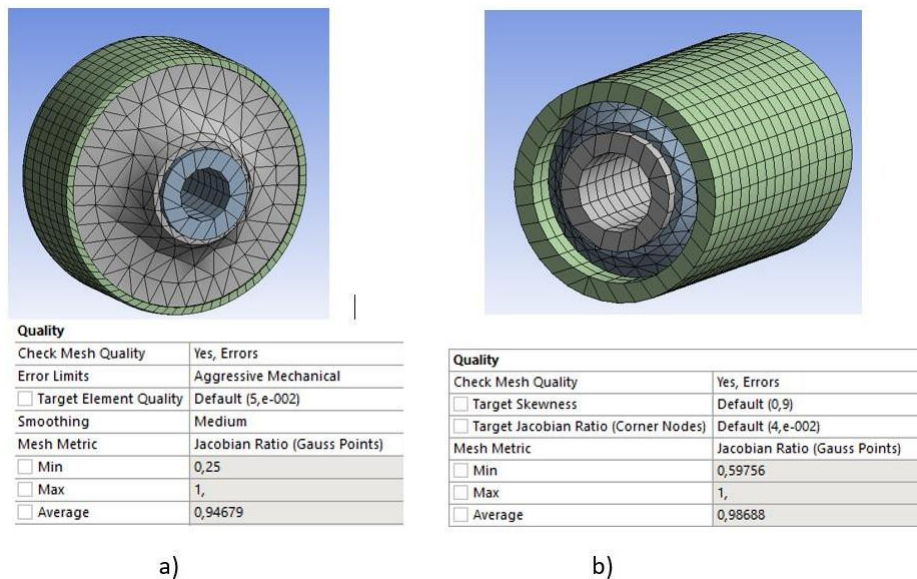 Quality
Check Mesh Quality Yes, Errors
Error Limits Aggressive Mechanical
Target Element Quality Default (5,e-002)
Smoothing Medium
Mesh Metric Jacobian Ratio (Gauss Points)
Min 0,25
Max 1,
Average 0,94679
a)
Quality
Check Mesh Quality Yes, Errors
Target Skewness Default (0,9)
Target Jacobian Ratio (Corner Nodes) Default (4,e-002)
Mesh Metric Jacobian Ratio (Gauss Points)
Min 0,59756
Max 1,
Average 0,98688
b)